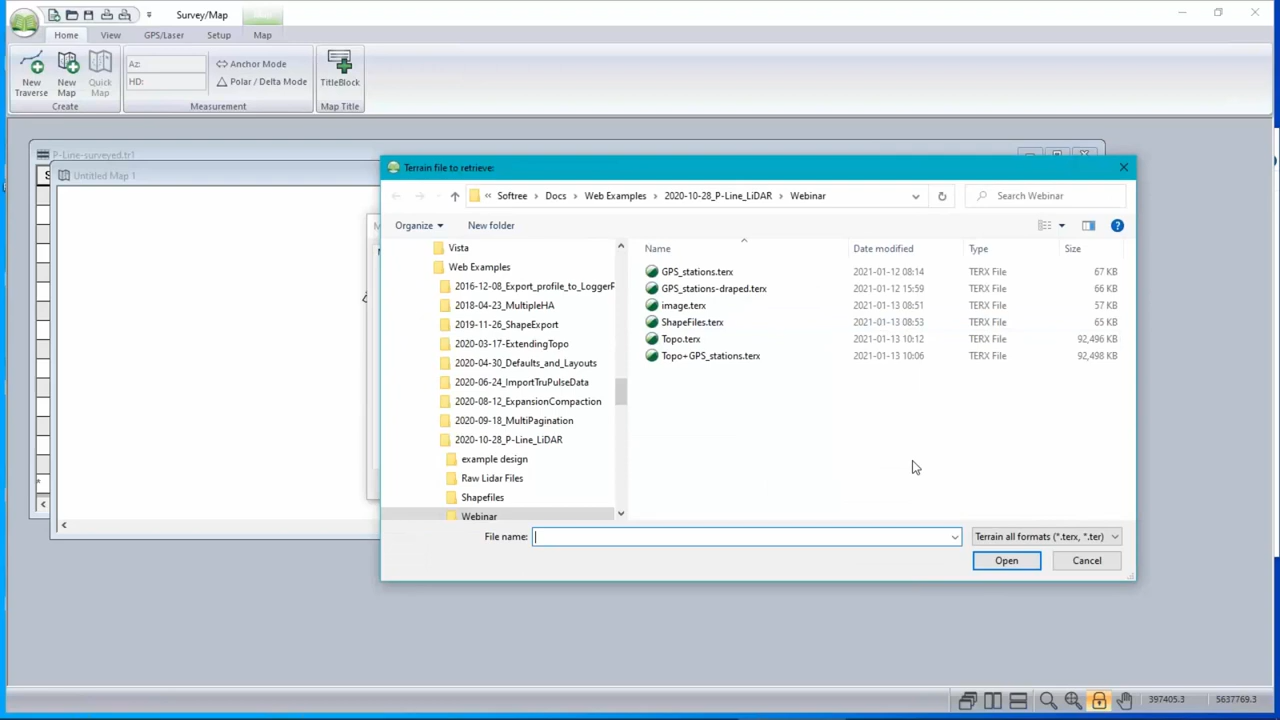 Survey/Map
Home View GPS/Laser Setup Map
New Traverse
New Map
Quick Map
Az:
HD:
Anchor Mode
Polar / Delta Mode
TitleBlock
Create Measurement Map Title
P-Line-surveyed.tr1
Untitled Map 1
Terrain file to retrieve:
« Softree › Docs › Web Examples › 2020-10-28_P-Line_LiDAR › Webinar
Search Webinar
Organize New folder
Name Date modified Type Size
Vista
Web Examples
2016-12-08_Export_profile_to_LoggerP
2018-04-23_MultipleHA
2019-11-26_ShapeExport
2020-03-17-ExtendingTopo
2020-04-30_Defaults_and_Layouts
2020-06-24_ImportTruPulseData
2020-08-12_ExpansionCompaction
2020-09-18_MultiPagination
2020-10-28_P-Line_LiDAR
example design
Raw Lidar Files
Shapefiles
Webinar
GPS_stations.terx 2021-01-12 08:14 TERX File 67 KB
GPS_stations-draped.terx 2021-01-12 15:59 TERX File 66 KB
image.terx 2021-01-13 08:51 TERX File 57 KB
ShapeFiles.terx 2021-01-13 08:53 TERX File 65 KB
Topo.terx 2021-01-13 10:12 TERX File 92,496 KB
Topo+GPS_stations.terx 2021-01-13 10:06 TERX File 92,498 KB
File name:
Terrain all formats (*.terx, *.ter)
Open Cancel
397405.3 5637769.3